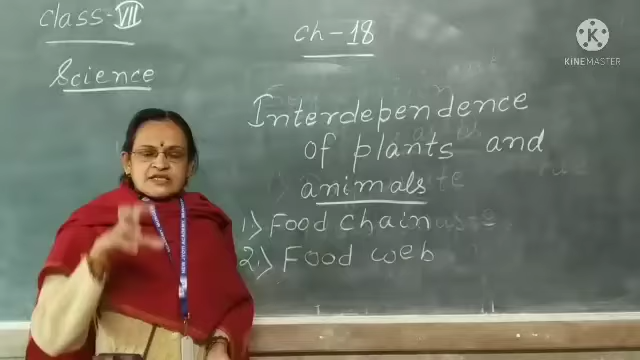 class-VII
Science
ch-18
Interdependence
of plants and
animals
1) Food chain
2) Food web
KINEMASTER